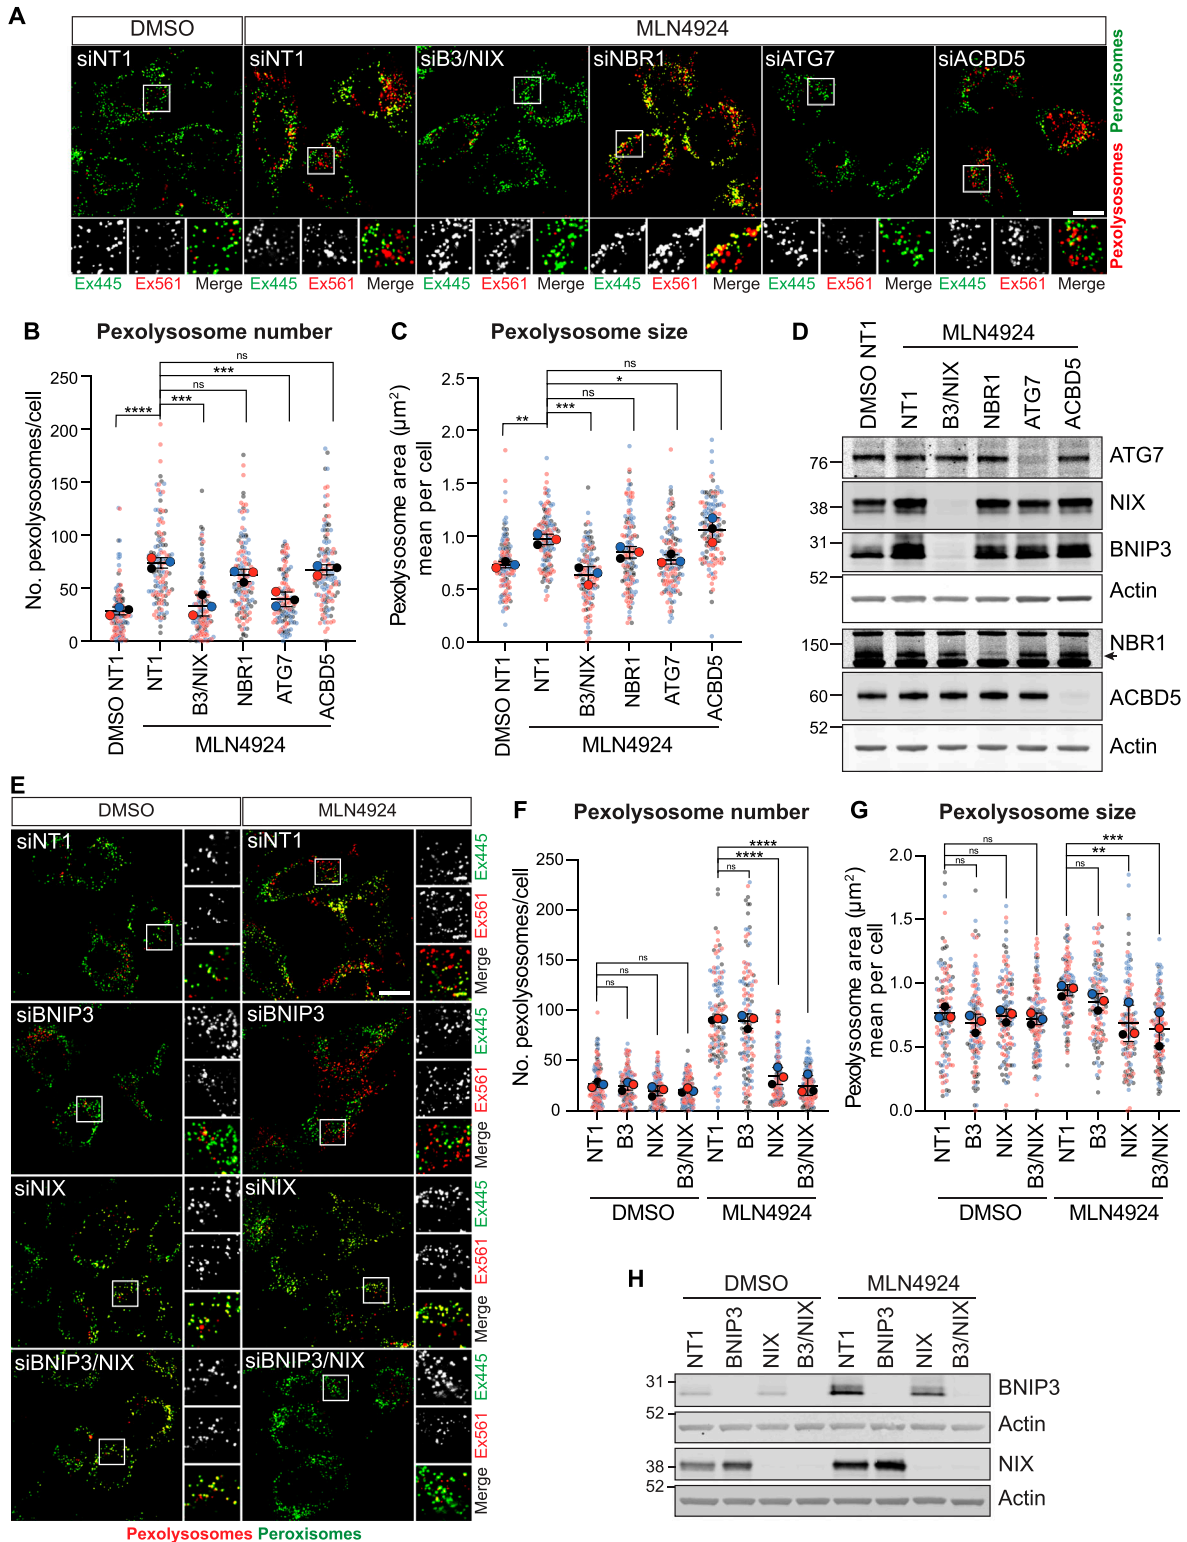 A
DMSO
MLN4924
siNT1
siNT1
siB3/NIX
siNBR1
siATG7
siACBD5
Pexolysosomes Peroxisomes
Ex445 Ex561 Merge Ex445 Ex561 Merge Ex445 Ex561 Merge Ex445 Ex561 Merge Ex445 Ex561 Merge Ex445 Ex561 Merge
B
Pexolysosome number
No. pexolysosomes/cell
250
200
150
100
50
0
****
***
ns
***
ns
DMSO NT1
NT1
B3/NIX
NBR1
ATG7
ACBD5
MLN4924
C
Pexolysosome size
Pexolysosome area (µm²)
mean per cell
2.5
2.0
1.5
1.0
0.5
0.0
**
***
ns
*
ns
DMSO NT1
NT1
B3/NIX
NBR1
ATG7
ACBD5
MLN4924
D
DMSO NT1
MLN4924
NT1
B3/NIX
NBR1
ATG7
ACBD5
76
ATG7
38
NIX
31
BNIP3
52
Actin
150
NBR1
60
ACBD5
52
Actin
E
DMSO
MLN4924
siNT1
siNT1
Merge Ex561 Ex445
siBNIP3
siBNIP3
Merge Ex561 Ex445
siNIX
siNIX
Merge Ex561 Ex445
siBNIP3/NIX
siBNIP3/NIX
Merge Ex561 Ex445
Pexolysosomes Peroxisomes
F
Pexolysosome number
No. pexolysosomes/cell
250
200
150
100
50
0
ns
ns
ns
ns
****
****
NT1
B3
NIX
B3/NIX
NT1
B3
NIX
B3/NIX
DMSO
MLN4924
G
Pexolysosome size
Pexolysosome area (µm²)
mean per cell
2.0
1.5
1.0
0.5
0.0
ns
ns
ns
ns
**
***
NT1
B3
NIX
B3/NIX
NT1
B3
NIX
B3/NIX
DMSO
MLN4924
H
DMSO
MLN4924
NT1
BNIP3
NIX
B3/NIX
NT1
BNIP3
NIX
B3/NIX
31
BNIP3
52
Actin
38
NIX
52
Actin